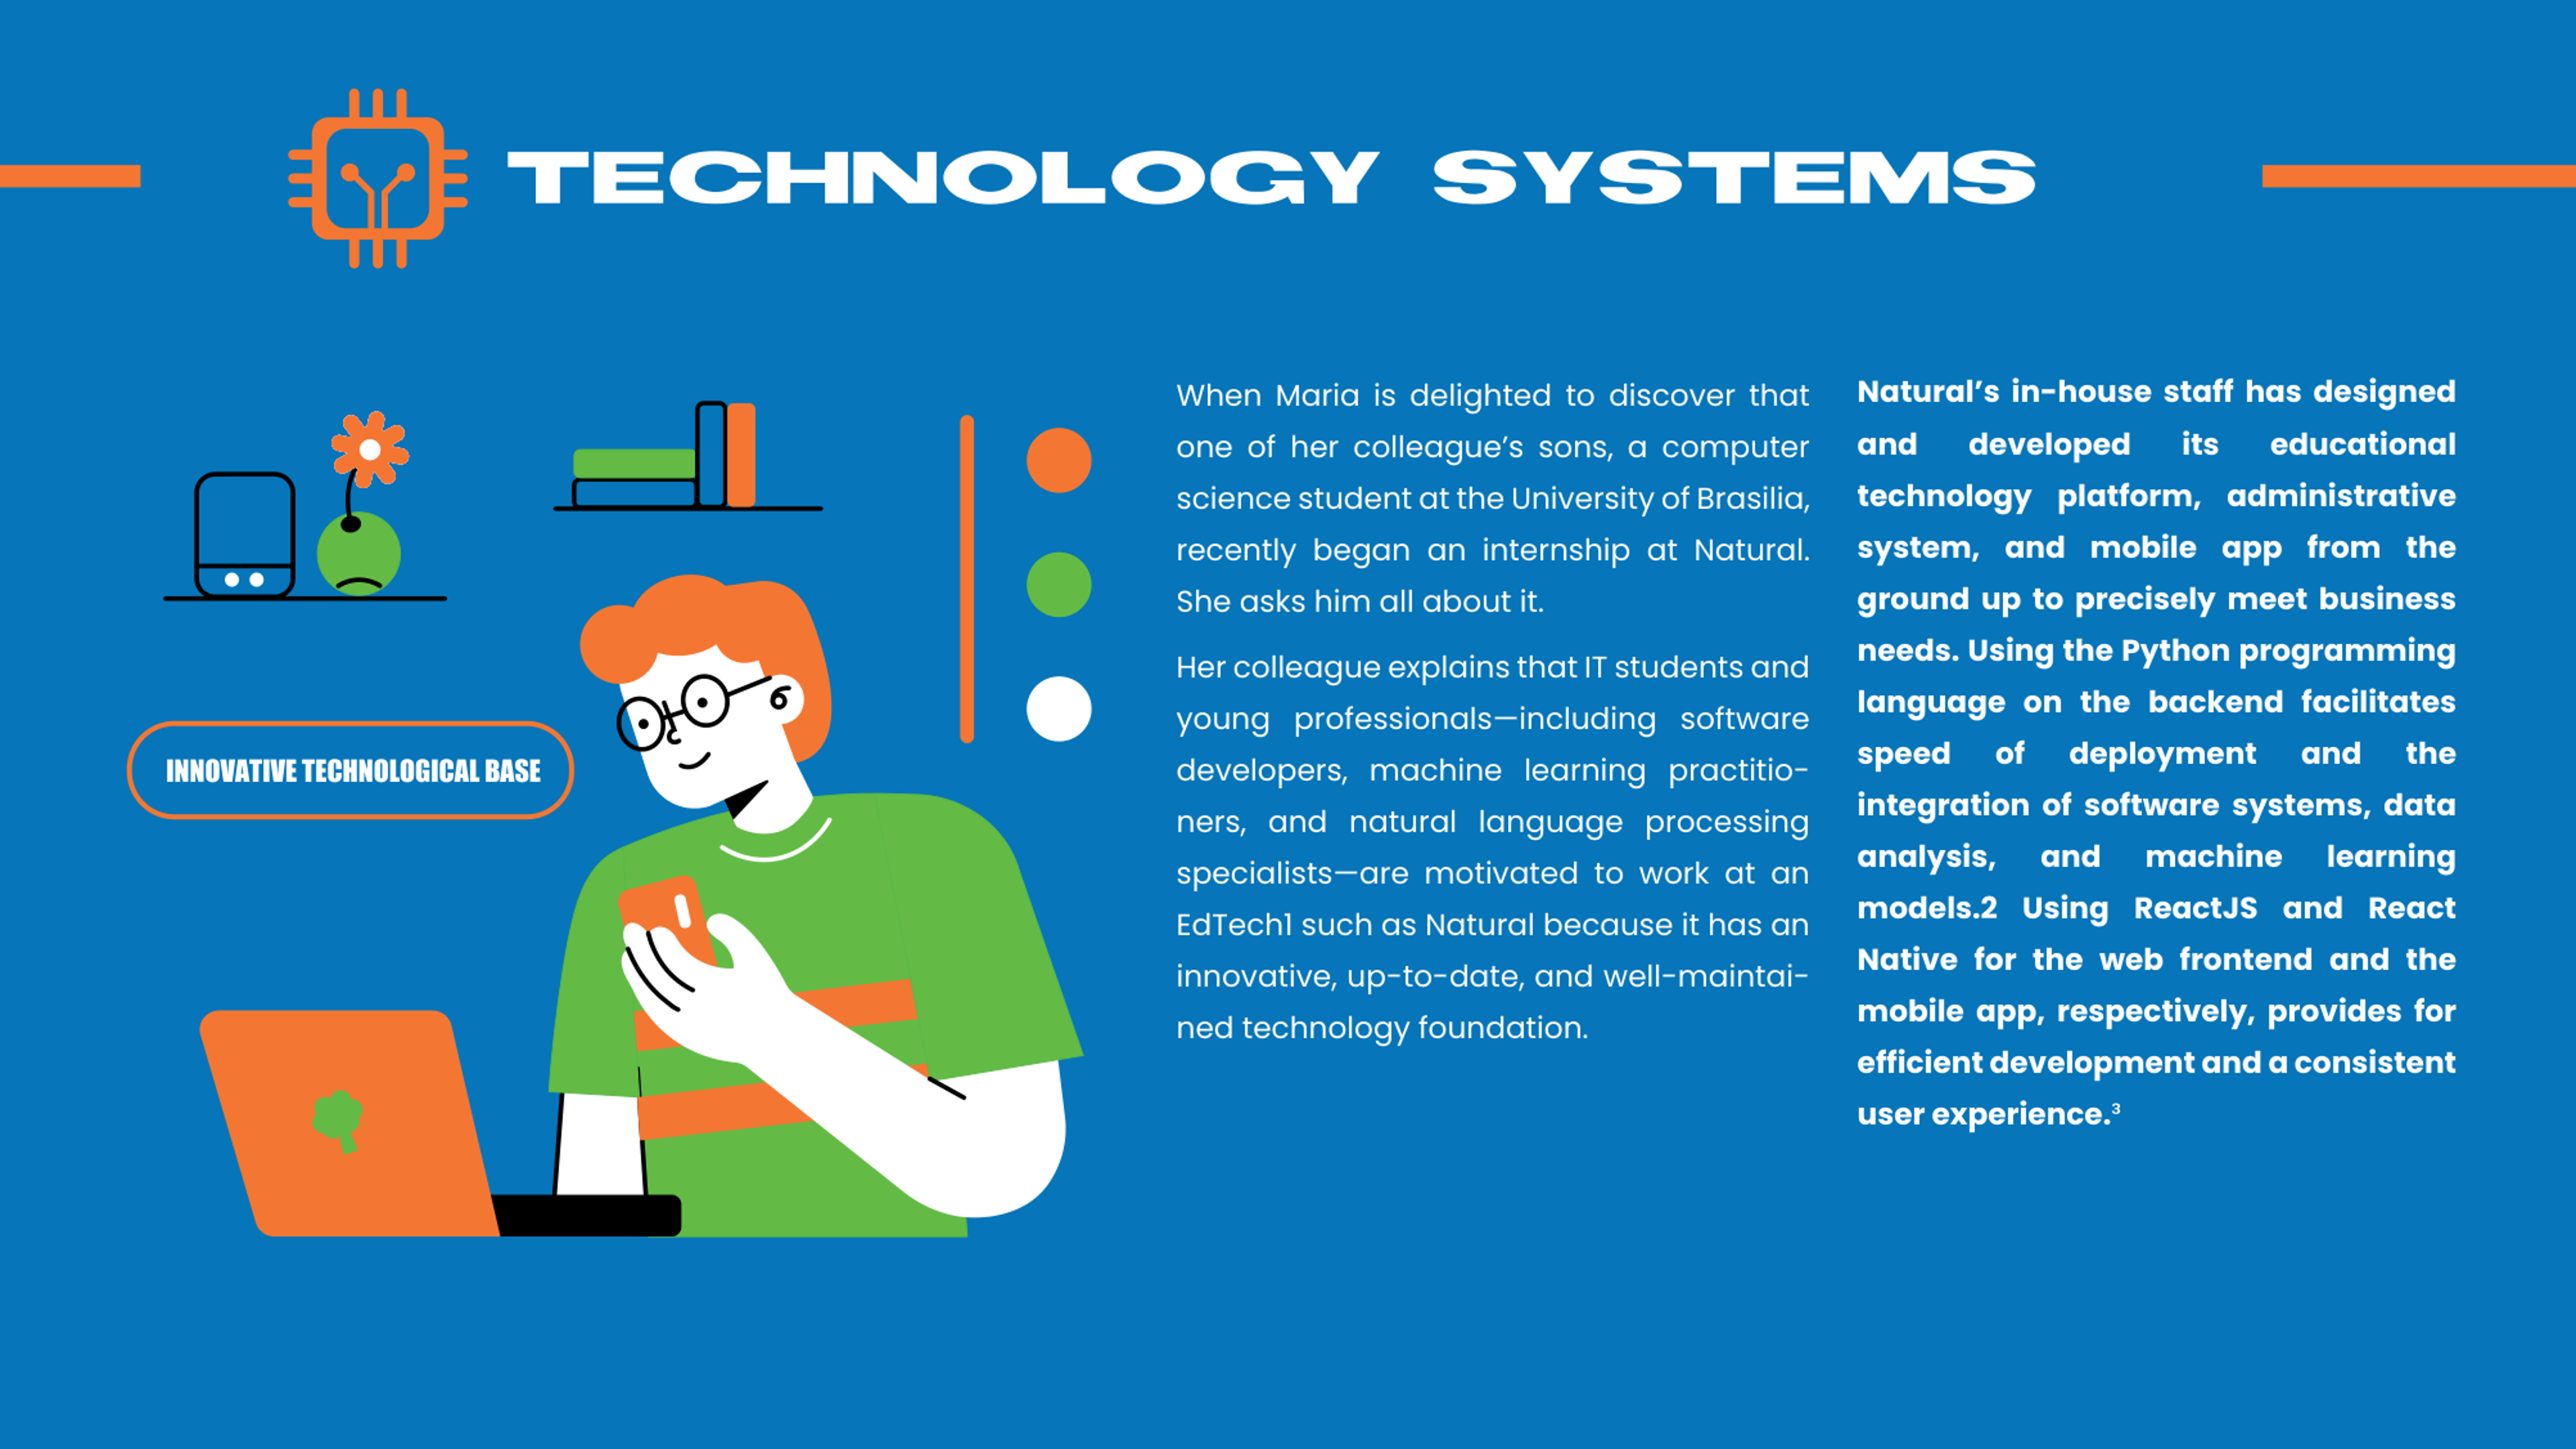 TECHNOLOGY SYSTEMS
INNOVATIVE TECHNOLOGICAL BASE
When Maria is delighted to discover that
one of her colleague’s sons, a computer
science student at the University of Brasilia,
recently began an internship at Natural.
She asks him all about it.
Her colleague explains that IT students and
young professionals—including software
developers, machine learning practitio-
ners, and natural language processing
specialists—are motivated to work at an
EdTech1 such as Natural because it has an
innovative, up-to-date, and well-maintai-
ned technology foundation.
Natural’s in-house staff has designed
and developed its educational
technology platform, administrative
system, and mobile app from the
ground up to precisely meet business
needs. Using the Python programming
language on the backend facilitates
speed of deployment and the
integration of software systems, data
analysis, and machine learning
models.2 Using ReactJS and React
Native for the web frontend and the
mobile app, respectively, provides for
efficient development and a consistent
user experience.³